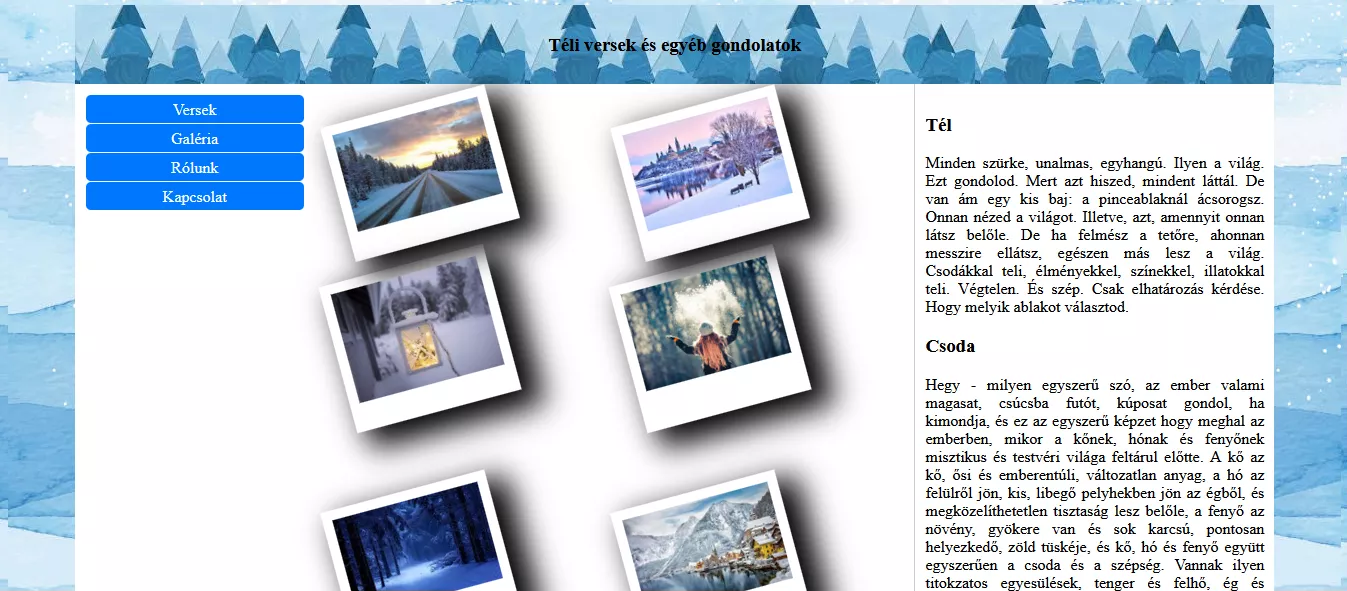 Téli versek és egyéb gondolatok
Versek
Galéria
Rólunk
Kapcsolat
Tél
Minden szürke, unalmas, egyhangú. Ilyen a világ.
Ezt gondolod. Mert azt hiszed, mindent láttál. De
van ám egy kis baj: a pinceablaknál ácsorogsz.
Onnan nézed a világot. Illetve, azt, amennyit onnan
látsz belőle. De ha felmész a tetőre, ahonnan
messzire ellátsz, egészen más lesz a világ.
Csodákkal teli, élményekkel, színekkel, illatokkal
teli. Végtelen. És szép. Csak elhatározás kérdése.
Hogy melyik ablakot választod.
Csoda
Hegy - milyen egyszerű szó, az ember valami
magasat, csúcsba futót, kúposat gondol, ha
kimondja, és ez az egyszerű képzet hogy meghal az
emberben, mikor a kőnek, hónak és fenyőnek
misztikus és testvéri világa feltárul előtte. A kő az
kő, ősi és emberentúli, változatlan anyag, a hó az
felülről jön, kis, libegő pelyhekben jön az égből, és
megközelíthetetlen tisztaság lesz belőle, a fenyő az
növény, gyökere van és sok karcsú, pontosan
helyezkedő, zöld tüskéje, és kő, hó és fenyő együtt
egyszerűen a csoda és a szépség. Vannak ilyen
titokzatos egyesülések, tenger és felhő, ég és